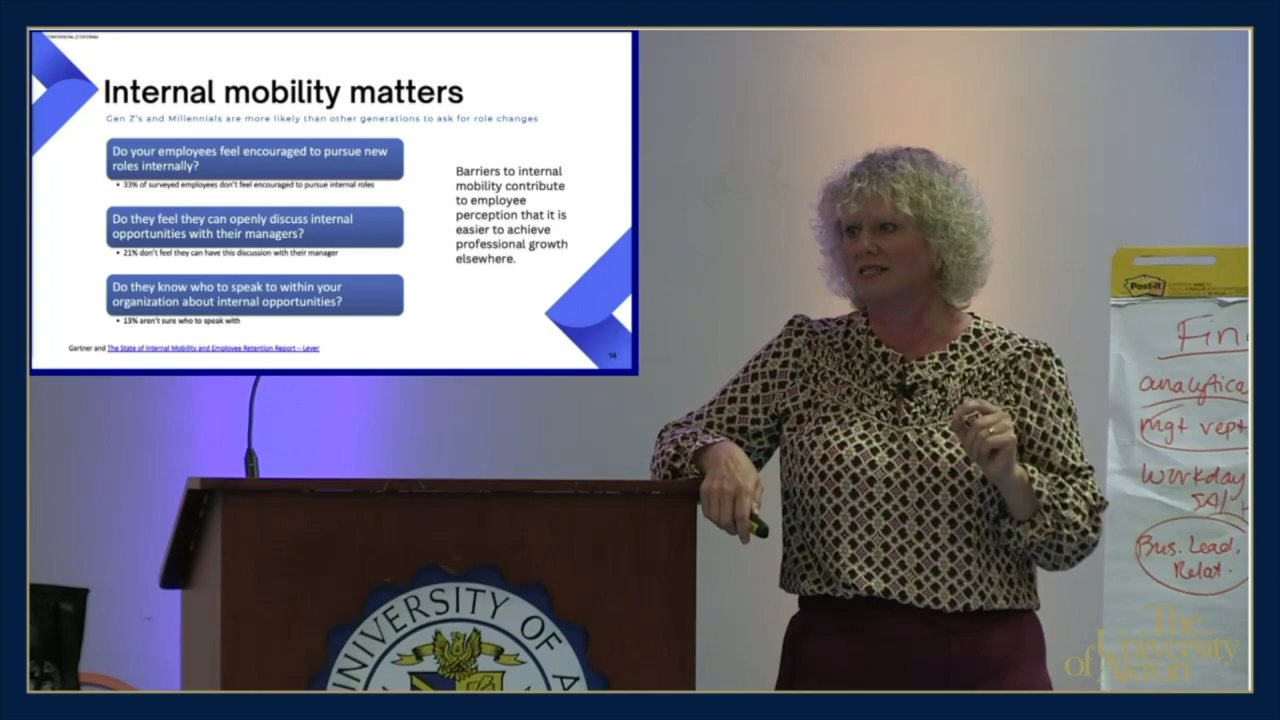 Internal mobility matters
Gen Z's and Millennials are more likely than other generations to ask for role changes
Do your employees feel encouraged to pursue new
roles internally?
• 33% of surveyed employees don't feel encouraged to pursue internal roles
Do they feel they can openly discuss internal
opportunities with their managers?
• 21% don't feel they can have this discussion with their manager
Do they know who to speak to within your
organization about internal opportunities?
• 13% aren't sure who to speak with
Barriers to internal
mobility contribute
to employee
perception that it is
easier to achieve
professional growth
elsewhere.
Gartner and The State of Internal Mobility and Employee Retention Report – Lever
14
UNIVERSITY OF A
Post-it
Fin
analytica
mgt rept
Workday
Bus. Lead.
Relat.
The
University
of Akron